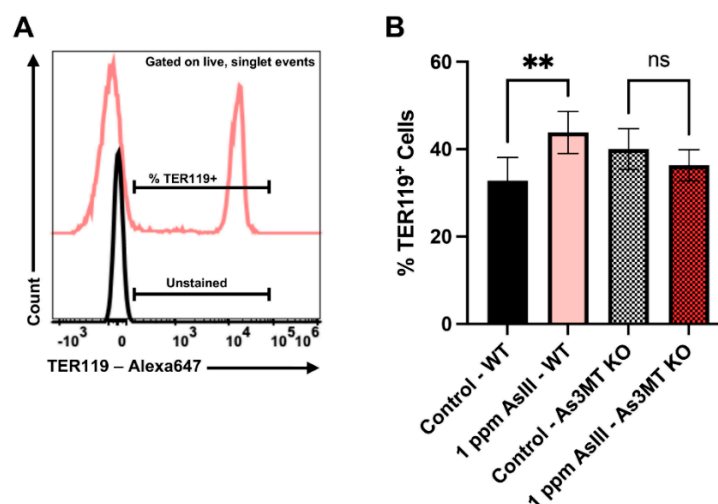 A
Gated on live, singlet events
% TER119+
Unstained
Count
-10³ 0 10³ 10⁴ 10⁵ 10⁶
TER119 – Alexa647
B
% TER119⁺ Cells
60
40
20
0
**
ns
Control - WT
1 ppm AsIII - WT
Control - As3MT KO
1 ppm AsIII - As3MT KO